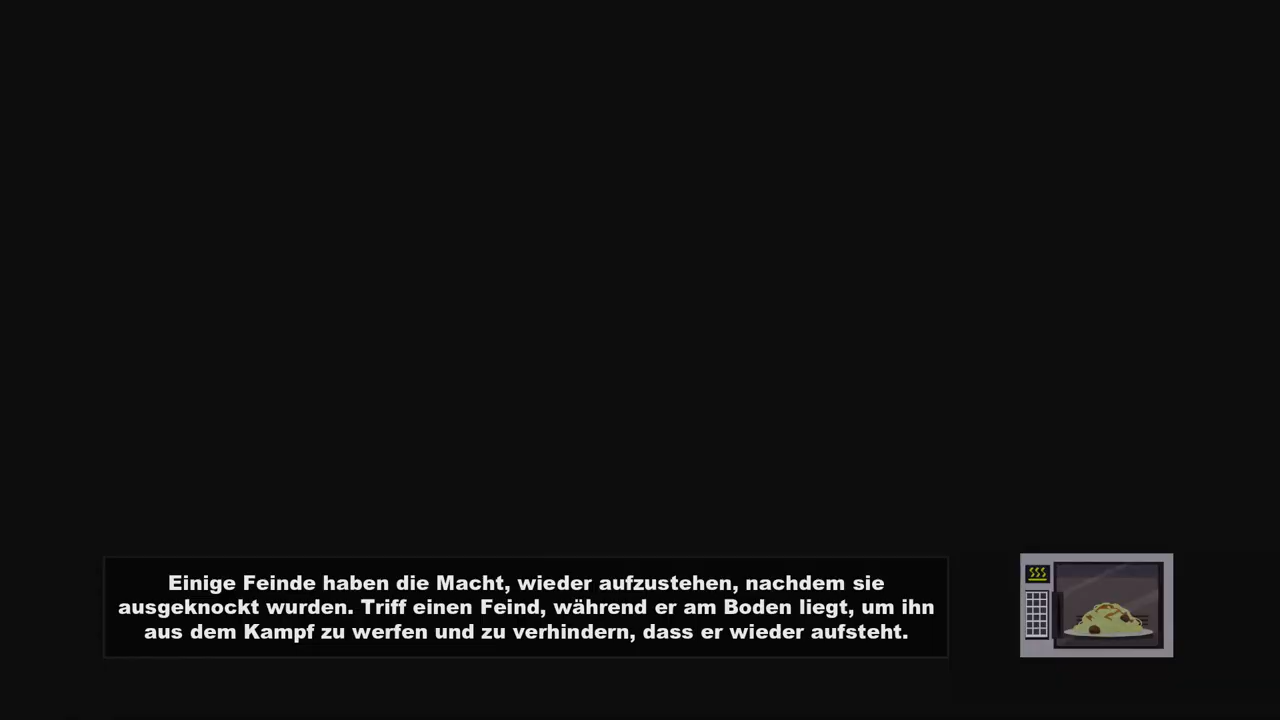 Einige Feinde haben die Macht, wieder aufzustehen, nachdem sie
ausgeknockt wurden. Triff einen Feind, während er am Boden liegt, um ihn
aus dem Kampf zu werfen und zu verhindern, dass er wieder aufsteht.